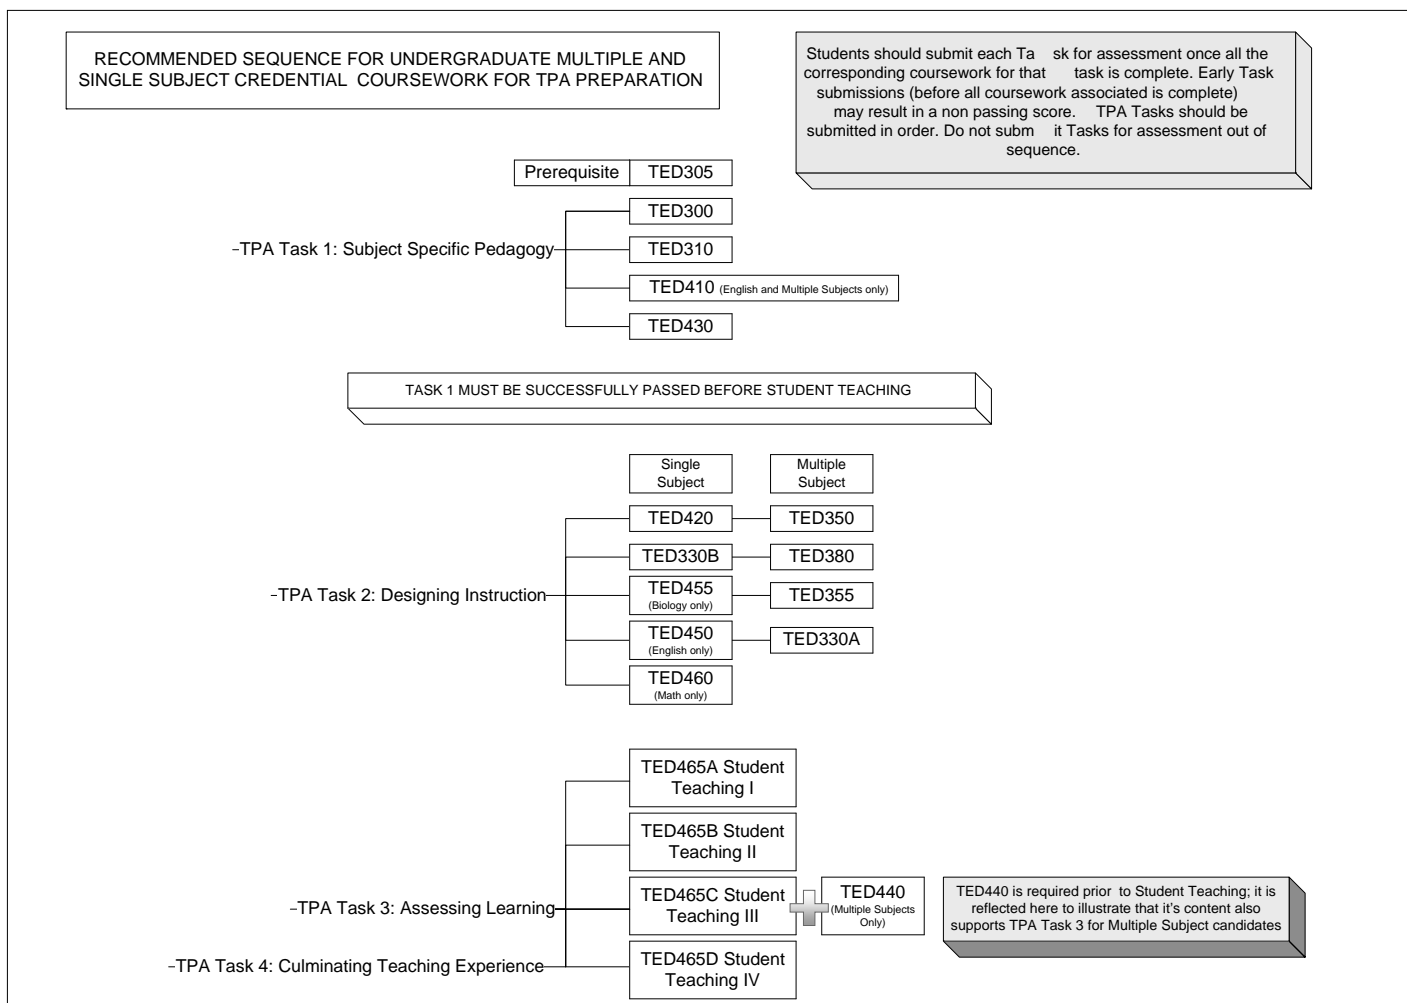 RECOMMENDED SEQUENCE FOR UNDERGRADUATE MULTIPLE AND
SINGLE SUBJECT CREDENTIAL COURSEWORK FOR TPA PREPARATION
Students should submit each Ta sk for assessment once all the
corresponding coursework for that task is complete. Early Task
submissions (before all coursework associated is complete)
may result in a non passing score. TPA Tasks should be
submitted in order. Do not subm it Tasks for assessment out of
sequence.
Prerequisite TED305
TED300
TPA Task 1: Subject Specific Pedagogy
TED310
TED410 (English and Multiple Subjects only)
TED430
TASK 1 MUST BE SUCCESSFULLY PASSED BEFORE STUDENT TEACHING
Single
Subject
Multiple
Subject
TED420
TED350
TED330B
TED380
TPA Task 2: Designing Instruction
TED455
(Biology only)
TED355
TED450
(English only)
TED330A
TED460
(Math only)
TED465A Student
Teaching I
TED465B Student
Teaching II
TPA Task 3: Assessing Learning
TED465C Student
Teaching III
TED440
(Multiple Subjects
Only)
TED440 is required prior to Student Teaching; it is
reflected here to illustrate that it’s content also
supports TPA Task 3 for Multiple Subject candidates
TPA Task 4: Culminating Teaching Experience
TED465D Student
Teaching IV